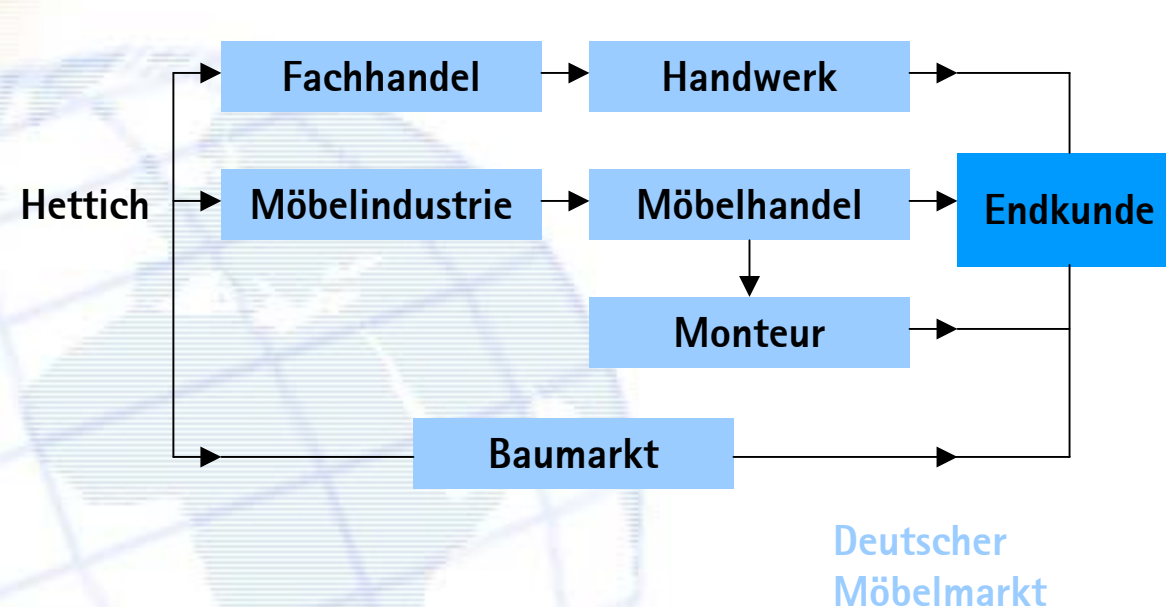 Fachhandel
Handwerk
Hettich
Möbelindustrie
Möbelhandel
Endkunde
Monteur
Baumarkt
Deutscher
Möbelmarkt